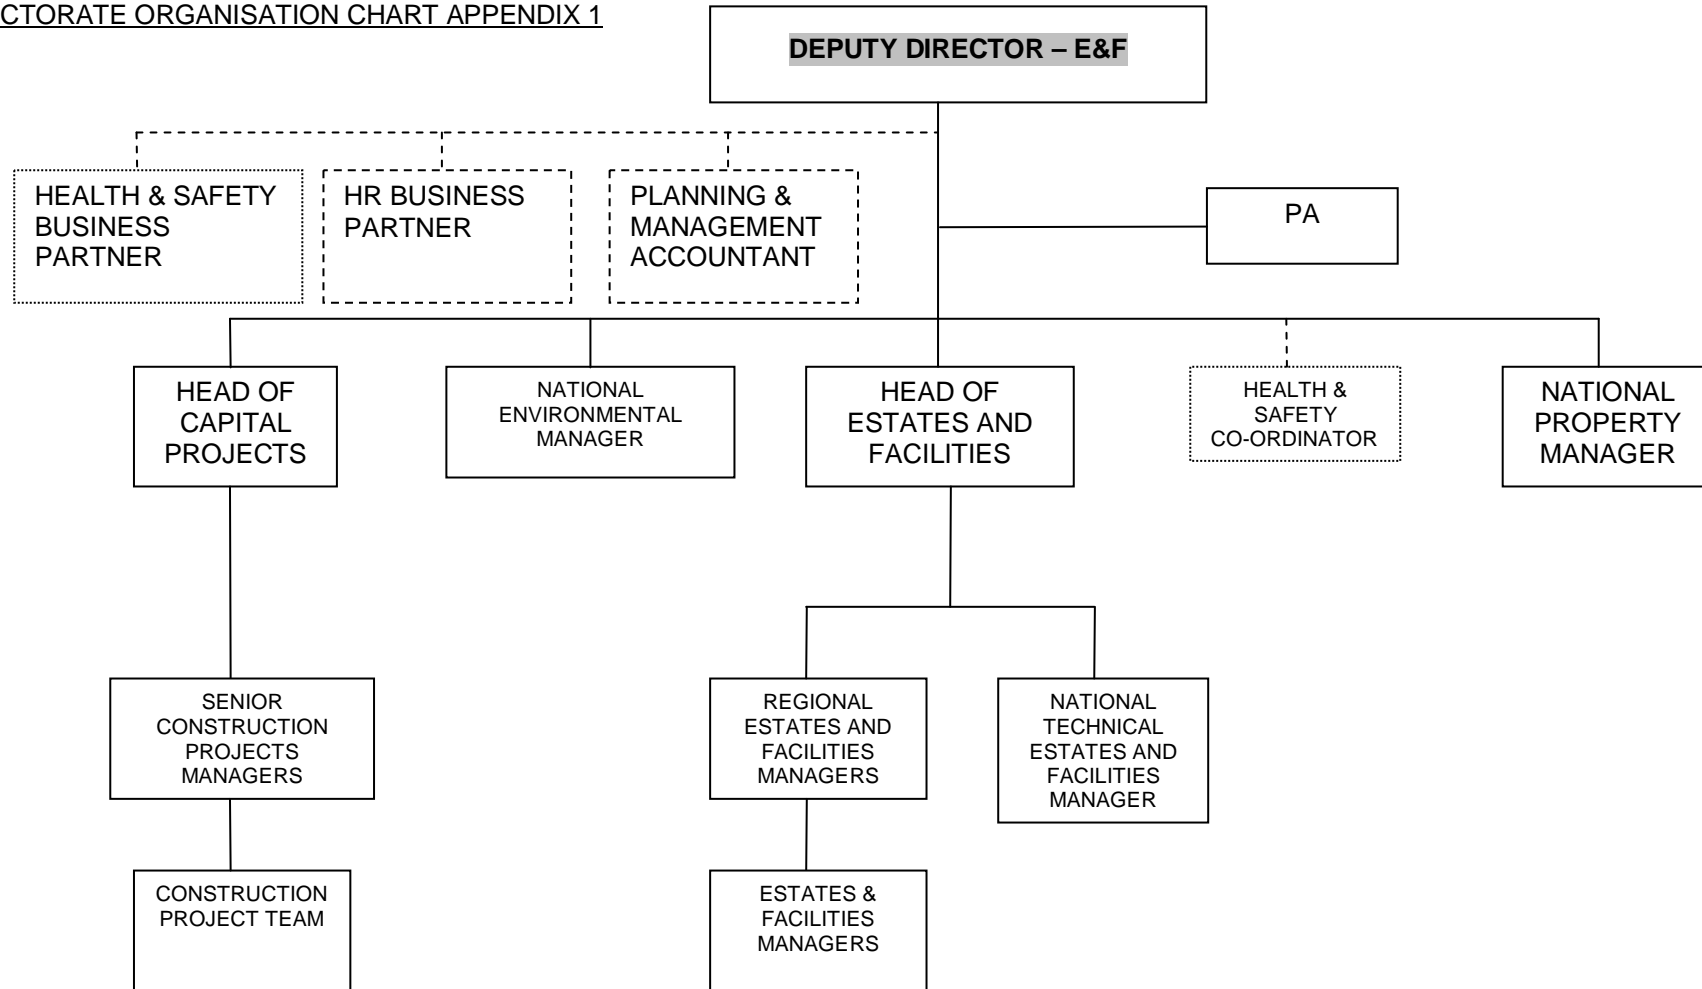 CTORATE ORGANISATION CHART APPENDIX 1
DEPUTY DIRECTOR – E&F
HEALTH & SAFETY
BUSINESS
PARTNER
HR BUSINESS
PARTNER
PLANNING &
MANAGEMENT
ACCOUNTANT
PA
HEAD OF
CAPITAL
PROJECTS
NATIONAL
ENVIRONMENTAL
MANAGER
HEAD OF
ESTATES AND
FACILITIES
HEALTH &
SAFETY
CO-ORDINATOR
NATIONAL
PROPERTY
MANAGER
SENIOR
CONSTRUCTION
PROJECTS
MANAGERS
REGIONAL
ESTATES AND
FACILITIES
MANAGERS
NATIONAL
TECHNICAL
ESTATES AND
FACILITIES
MANAGER
CONSTRUCTION
PROJECT TEAM
ESTATES &
FACILITIES
MANAGERS